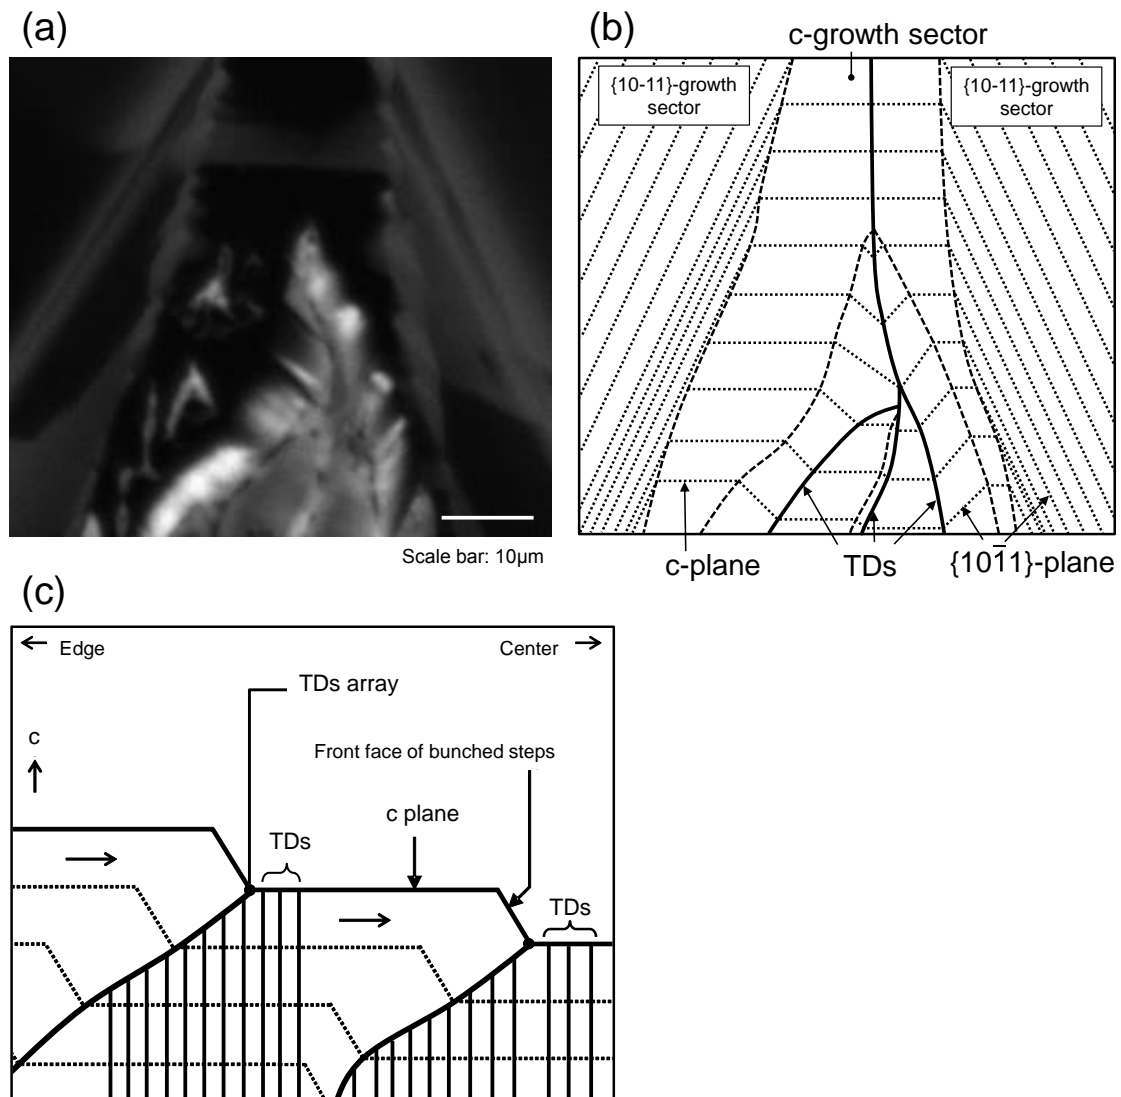 (a)
(b)
c-growth sector
{10-11}-growth
sector
{10-11}-growth
sector
Scale bar: 10μm
c-plane
TDs
{101̄1}-plane
(c)
Edge
Center
TDs array
c
Front face of bunched steps
c plane
TDs
TDs